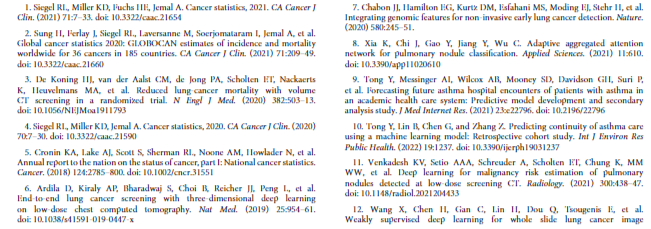 1. Siegel RL, Miller KD, Fuchs HE, Jemal A. Cancer statistics, 2021. CA Cancer J
Clin. (2021) 71:7–33. doi: 10.3322/caac.21654
2. Sung H, Ferlay J, Siegel RL, Laversanne M, Soerjomataram I, Jemal A, et al.
Global cancer statistics 2020: GLOBOCAN estimates of incidence and mortality
worldwide for 36 cancers in 185 countries. CA Cancer J Clin. (2021) 71:209–49.
doi: 10.3322/caac.21660
3. De Koning HJ, van der Aalst CM, de Jong PA, Scholten ET, Nackaerts
K, Heuvelmans MA, et al. Reduced lung-cancer mortality with volume
CT screening in a randomized trial. N Engl J Med. (2020) 382:503–13.
doi: 10.1056/NEJMoa1911793
4. Siegel RL, Miller KD, Jemal A. Cancer statistics, 2020. CA Cancer J Clin. (2020)
70:7–30. doi: 10.3322/caac.21590
5. Cronin KA, Lake AJ, Scott S, Sherman RL, Noone AM, Howlader N, et al.
Annual report to the nation on the status of cancer, part I: National cancer statistics.
Cancer. (2018) 124:2785–800. doi: 10.1002/cncr.31551
6. Ardila D, Kiraly AP, Bharadwaj S, Choi B, Reicher JJ, Peng L, et al.
End-to-end lung cancer screening with three-dimensional deep learning
on low-dose chest computed tomography. Nat Med. (2019) 25:954–61.
doi: 10.1038/s41591-019-0447-x
7. Chabon JJ, Hamilton EG, Kurtz DM, Esfahani MS, Moding EJ, Stehr H, et al.
Integrating genomic features for non-invasive early lung cancer detection. Nature.
(2020) 580:245–51.
8. Xia K, Chi J, Gao Y, Jiang Y, Wu C. Adaptive aggregated attention
network for pulmonary nodule classification. Applied Sciences. (2021) 11:610.
doi: 10.3390/app11020610
9. Tong Y, Messinger AI, Wilcox AB, Mooney SD, Davidson GH, Suri P,
et al. Forecasting future asthma hospital encounters of patients with asthma in
an academic health care system: Predictive model development and secondary
analysis study. J Med Internet Res. (2021) 23:e22796. doi: 10.2196/22796
10. Tong Y, Lin B, Chen G, and Zhang Z. Predicting continuity of asthma care
using a machine learning model: Retrospective cohort study. Int J Environ Res
Public Health. (2022) 19:1237. doi: 10.3390/ijerph19031237
11. Venkadesh KV, Setio AAA, Schreuder A, Scholten ET, Chung K, MM
WW, et al. Deep learning for malignancy risk estimation of pulmonary
nodules detected at low-dose screening CT. Radiology. (2021) 300:438–47.
doi: 10.1148/radiol.2021204433
12. Wang X, Chen H, Gan C, Lin H, Dou Q, Tsougenis E, et al.
Weakly supervised deep learning for whole slide lung cancer image